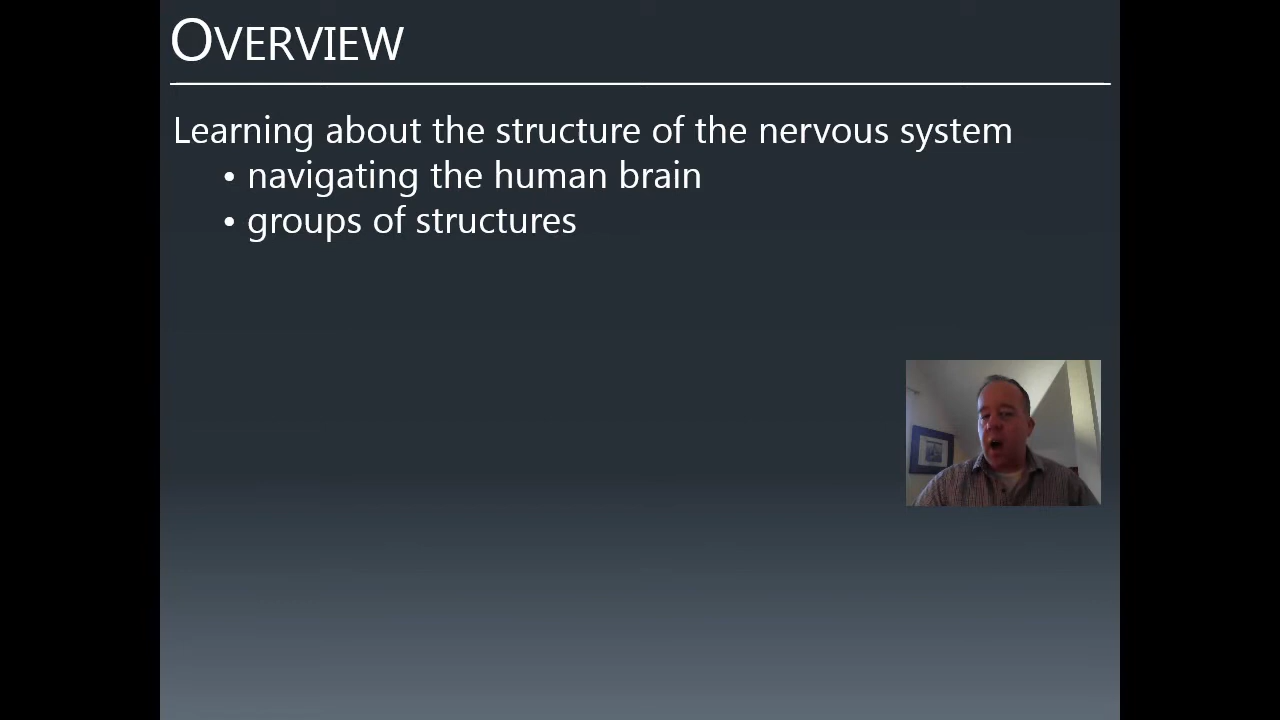 OVERVIEW
Learning about the structure of the nervous system
• navigating the human brain
• groups of structures